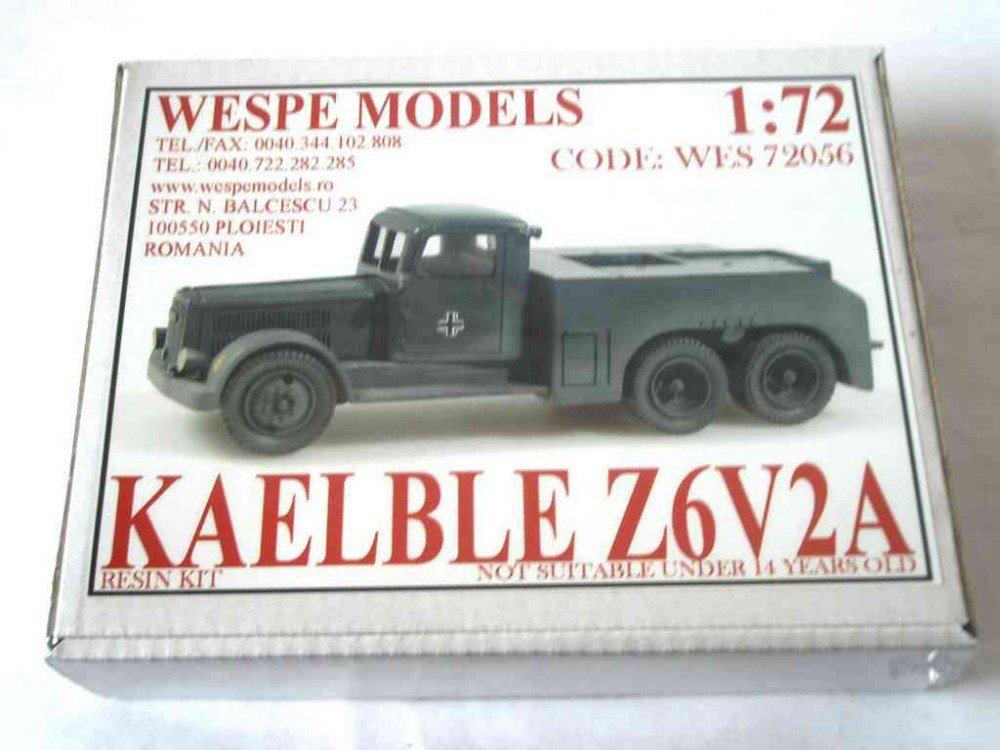 WESPE MODELS
1:72
TEL./FAX: 0040.344.102.808
TEL.: 0040.722.282.285
CODE: WES 72056
www.wespemodels.ro
STR. N. BALCESCU 23
100550 PLOIESTI
ROMANIA
KAELBLE Z6V2A
RESIN KIT
NOT SUITABLE UNDER 14 YEARS OLD